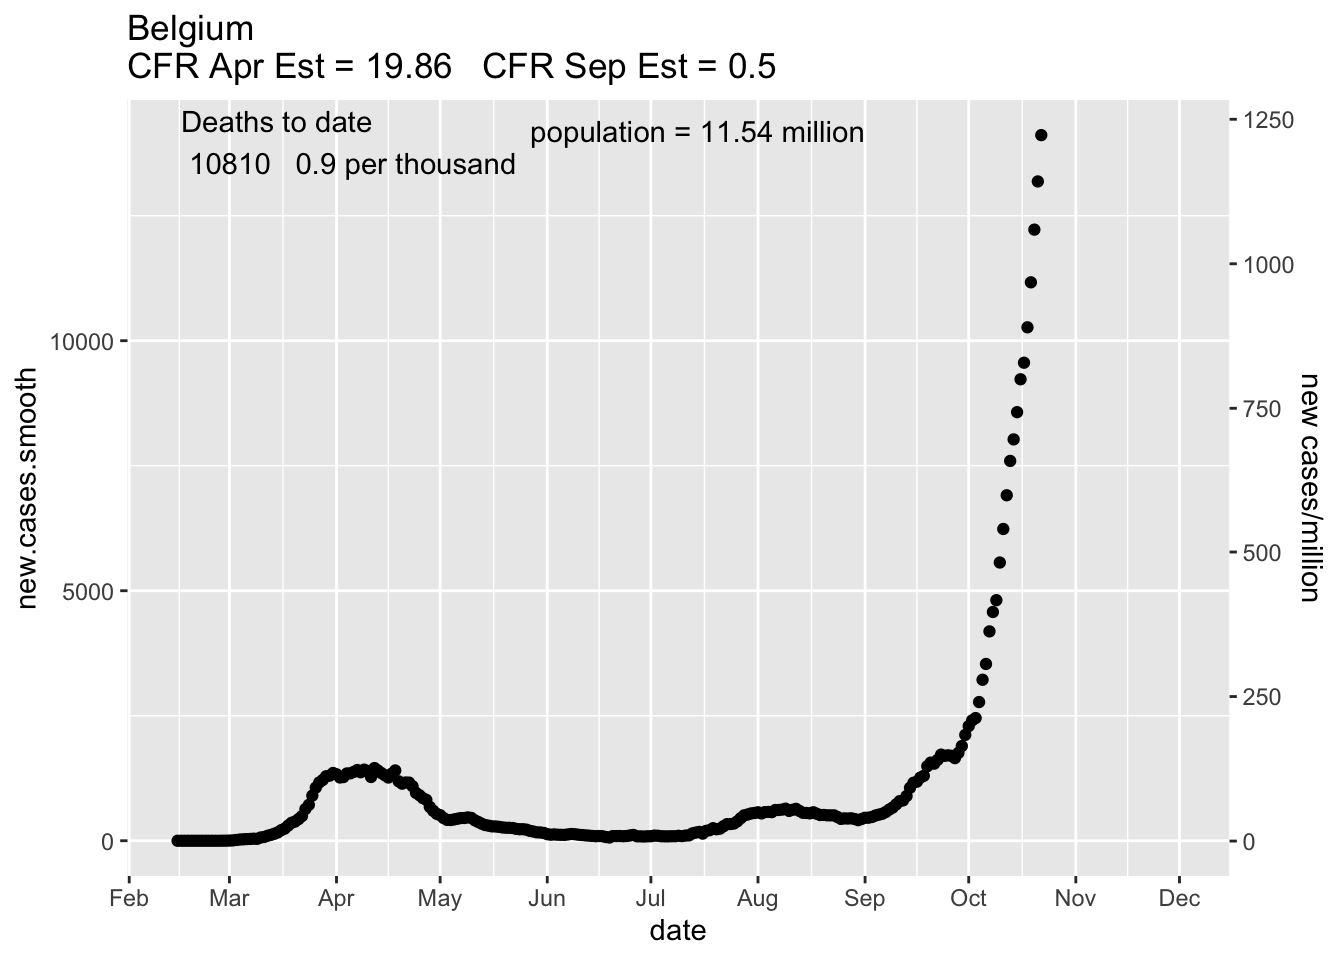 Belgium
CFR Apr Est = 19.86   CFR Sep Est = 0.5
Deaths to date
10810   0.9 per thousand
population = 11.54 million
new.cases.smooth
10000
5000
0
1250
1000
750
500
250
0
new cases/million
Feb Mar Apr May Jun Jul Aug Sep Oct Nov Dec
date